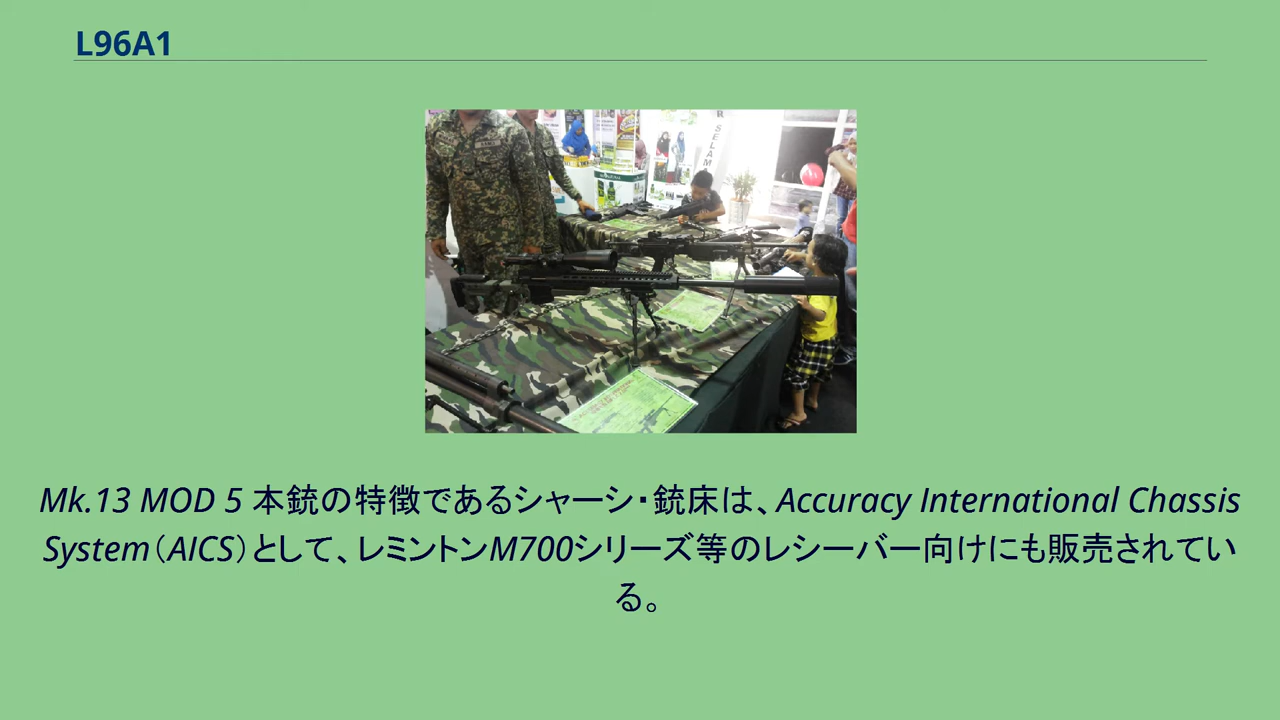 L96A1
R SELAM
Mk.13 MOD 5 本銃の特徴であるシャーシ・銃床は、Accuracy International Chassis
System（AICS）として、レミントンM700シリーズ等のレシーバー向けにも販売されてい
る。